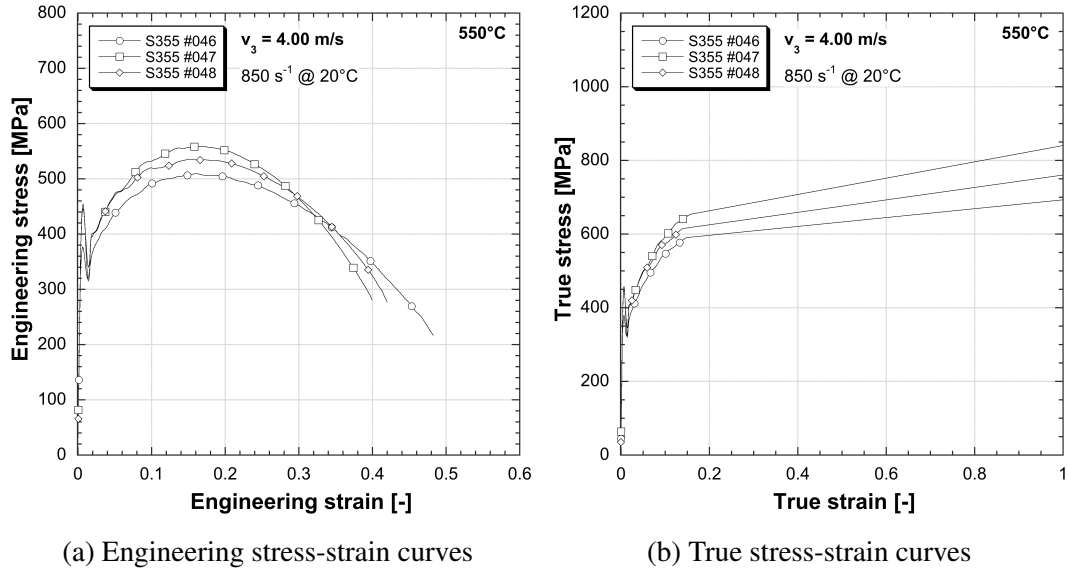 S355 #046
S355 #047
S355 #048
v3 = 4.00 m/s
850 s-1 @ 20°C
550°C
800
700
600
500
400
300
200
100
0
Engineering stress [MPa]
0 0.1 0.2 0.3 0.4 0.5 0.6
Engineering strain [-]
(a) Engineering stress-strain curves
S355 #046
S355 #047
S355 #048
v3 = 4.00 m/s
850 s-1 @ 20°C
550°C
1200
1000
800
600
400
200
0
True stress [MPa]
0 0.2 0.4 0.6 0.8 1
True strain [-]
(b) True stress-strain curves